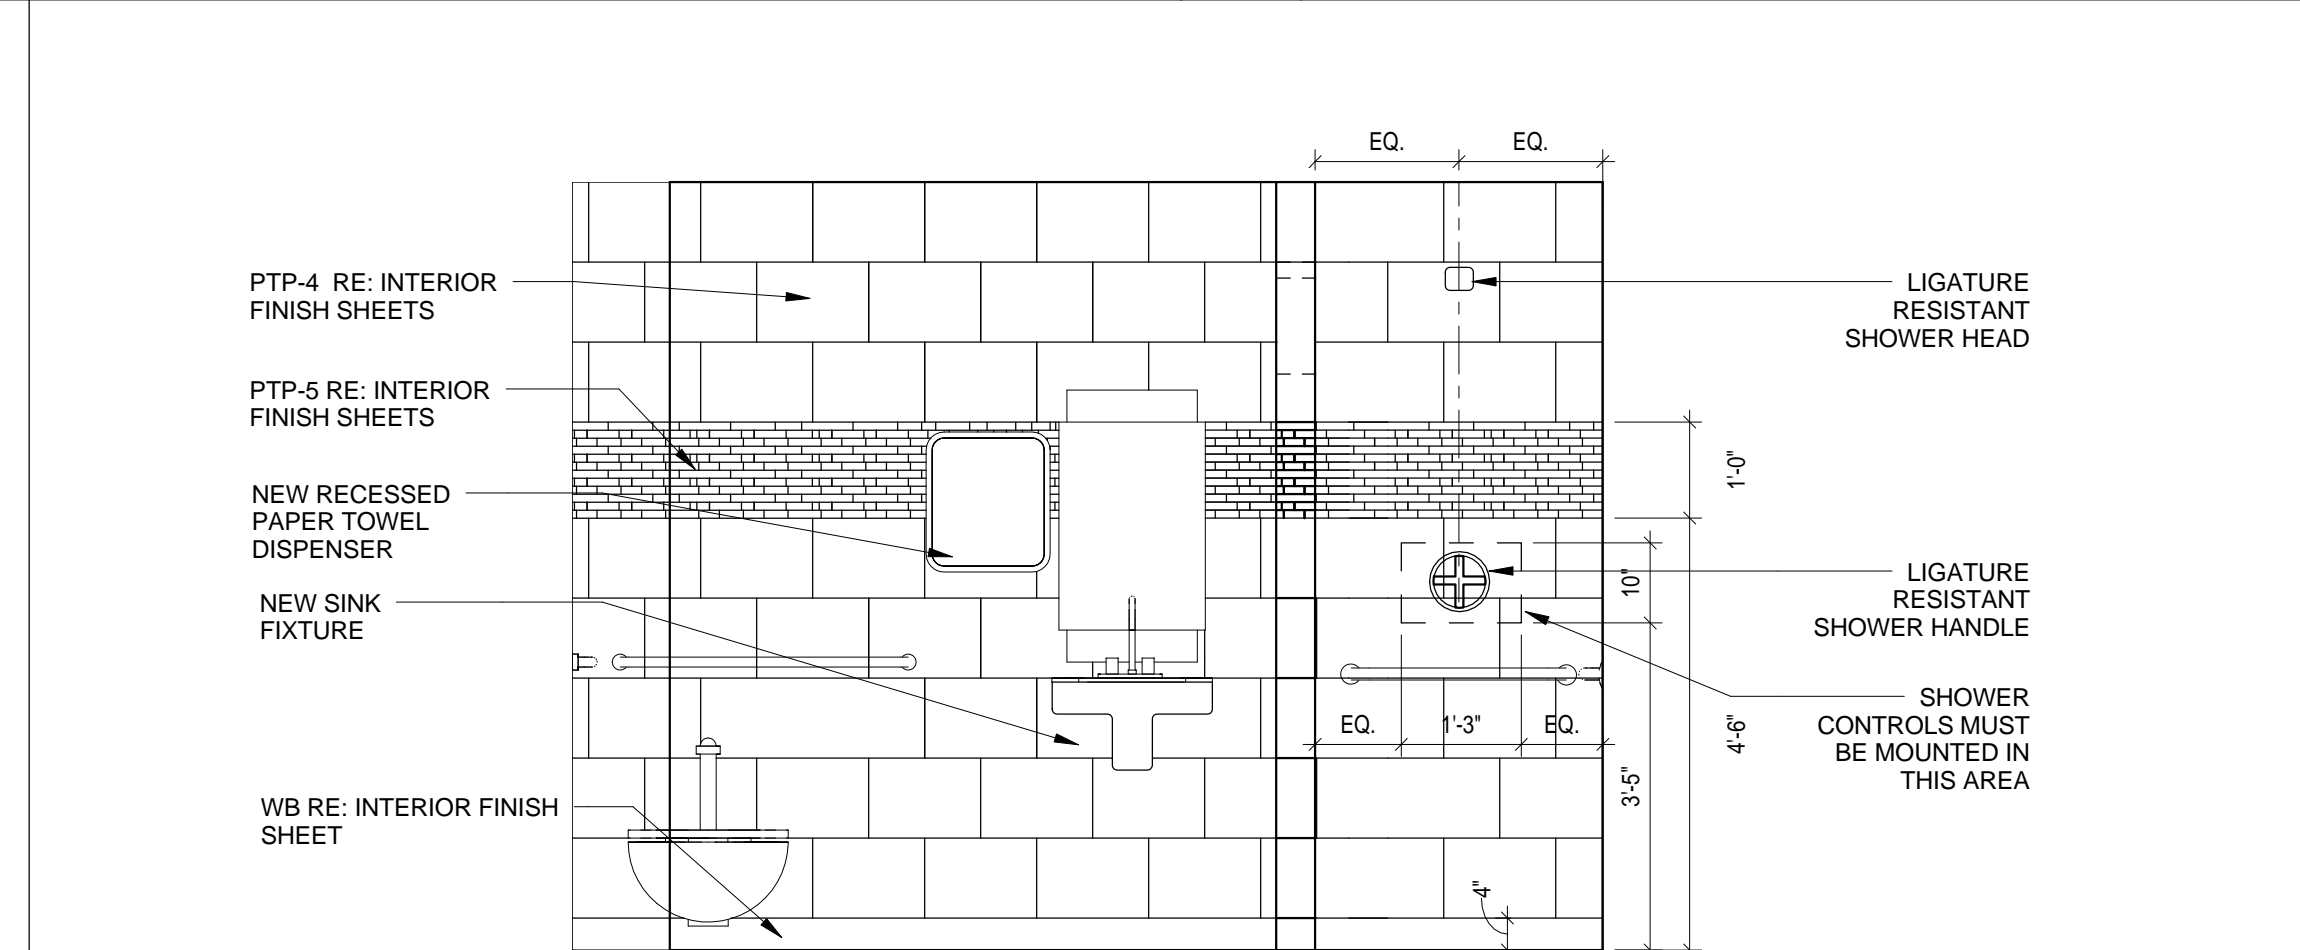 EQ. EQ.
PTP-4 RE: INTERIOR
FINISH SHEETS
LIGATURE
RESISTANT
SHOWER HEAD
PTP-5 RE: INTERIOR
FINISH SHEETS
1'-0"
NEW RECESSED
PAPER TOWEL
DISPENSER
10"
LIGATURE
RESISTANT
SHOWER HANDLE
NEW SINK
FIXTURE
SHOWER
CONTROLS MUST
BE MOUNTED IN
THIS AREA
EQ. 1'-3" EQ.
4'-6"
3'-5"
WB RE: INTERIOR FINISH
SHEET
4"